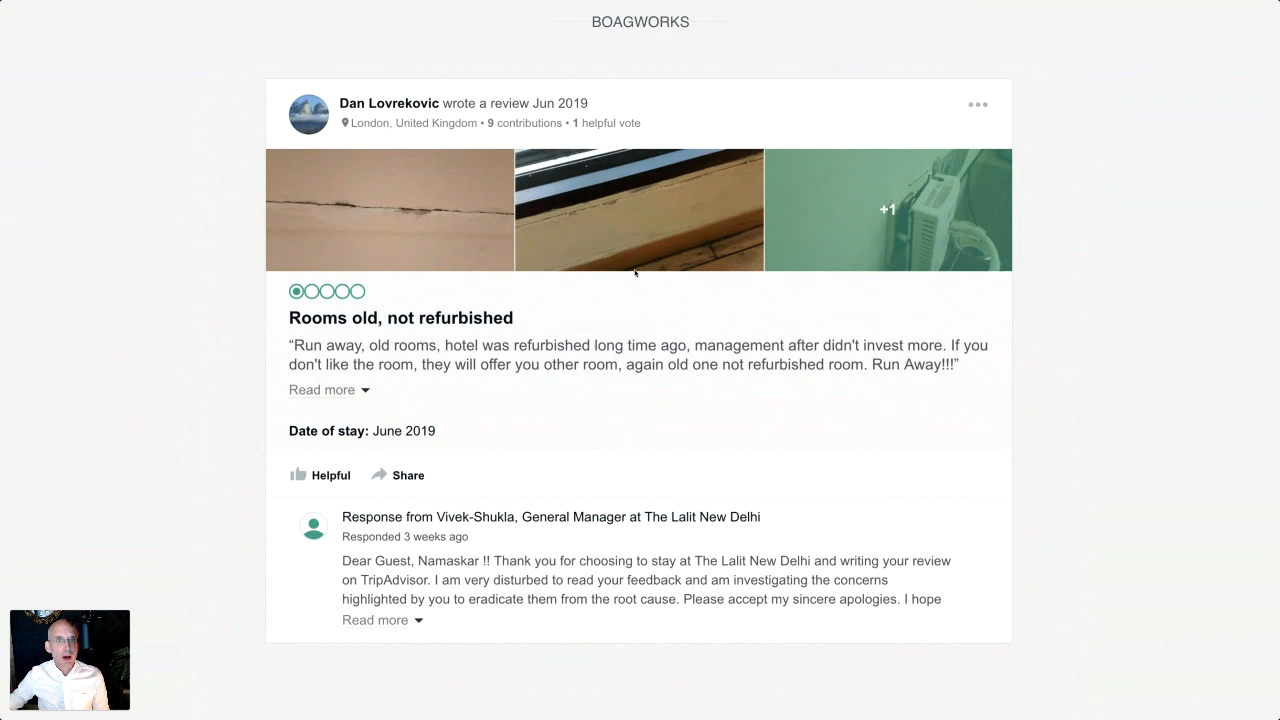 BOAGWORKS
Dan Lovrekovic wrote a review Jun 2019
London, United Kingdom • 9 contributions • 1 helpful vote
+1
Rooms old, not refurbished
“Run away, old rooms, hotel was refurbished long time ago, management after didn't invest more. If you
don't like the room, they will offer you other room, again old one not refurbished room. Run Away!!!”
Read more
Date of stay: June 2019
Helpful Share
Response from Vivek-Shukla, General Manager at The Lalit New Delhi
Responded 3 weeks ago
Dear Guest, Namaskar !! Thank you for choosing to stay at The Lalit New Delhi and writing your review
on TripAdvisor. I am very disturbed to read your feedback and am investigating the concerns
highlighted by you to eradicate them from the root cause. Please accept my sincere apologies. I hope
Read more